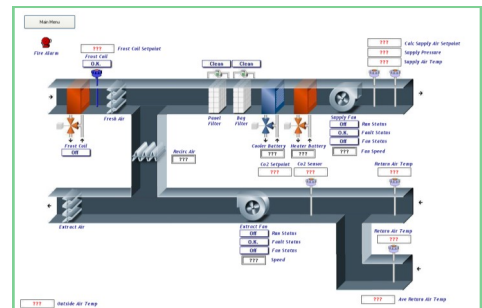 Main Menu
Fire Alarm
??? Frost Coil Setpoint
Frost Coil
O.K.
Clean Clean
??? Calc Supply Air Setpoint
??? Supply Pressure
??? Supply Air Temp
Fresh Air
Panel Filter
Bag Filter
Cooler Battery
???
Heater Battery
???
Supply Fan
Off Run Status
O.K. Fault Status
Off Fan Status
??? Fan Speed
Frost Coil
Off
Recirc Air
???
Co2 Setpoint
???
Co2 Sensor
???
Return Air Temp
???
Extract Air
Extract Fan
Off Run Status
O.K. Fault Status
Off Fan Status
??? Speed
Return Air Temp
???
??? Outside Air Temp
??? Ave Return Air Temp